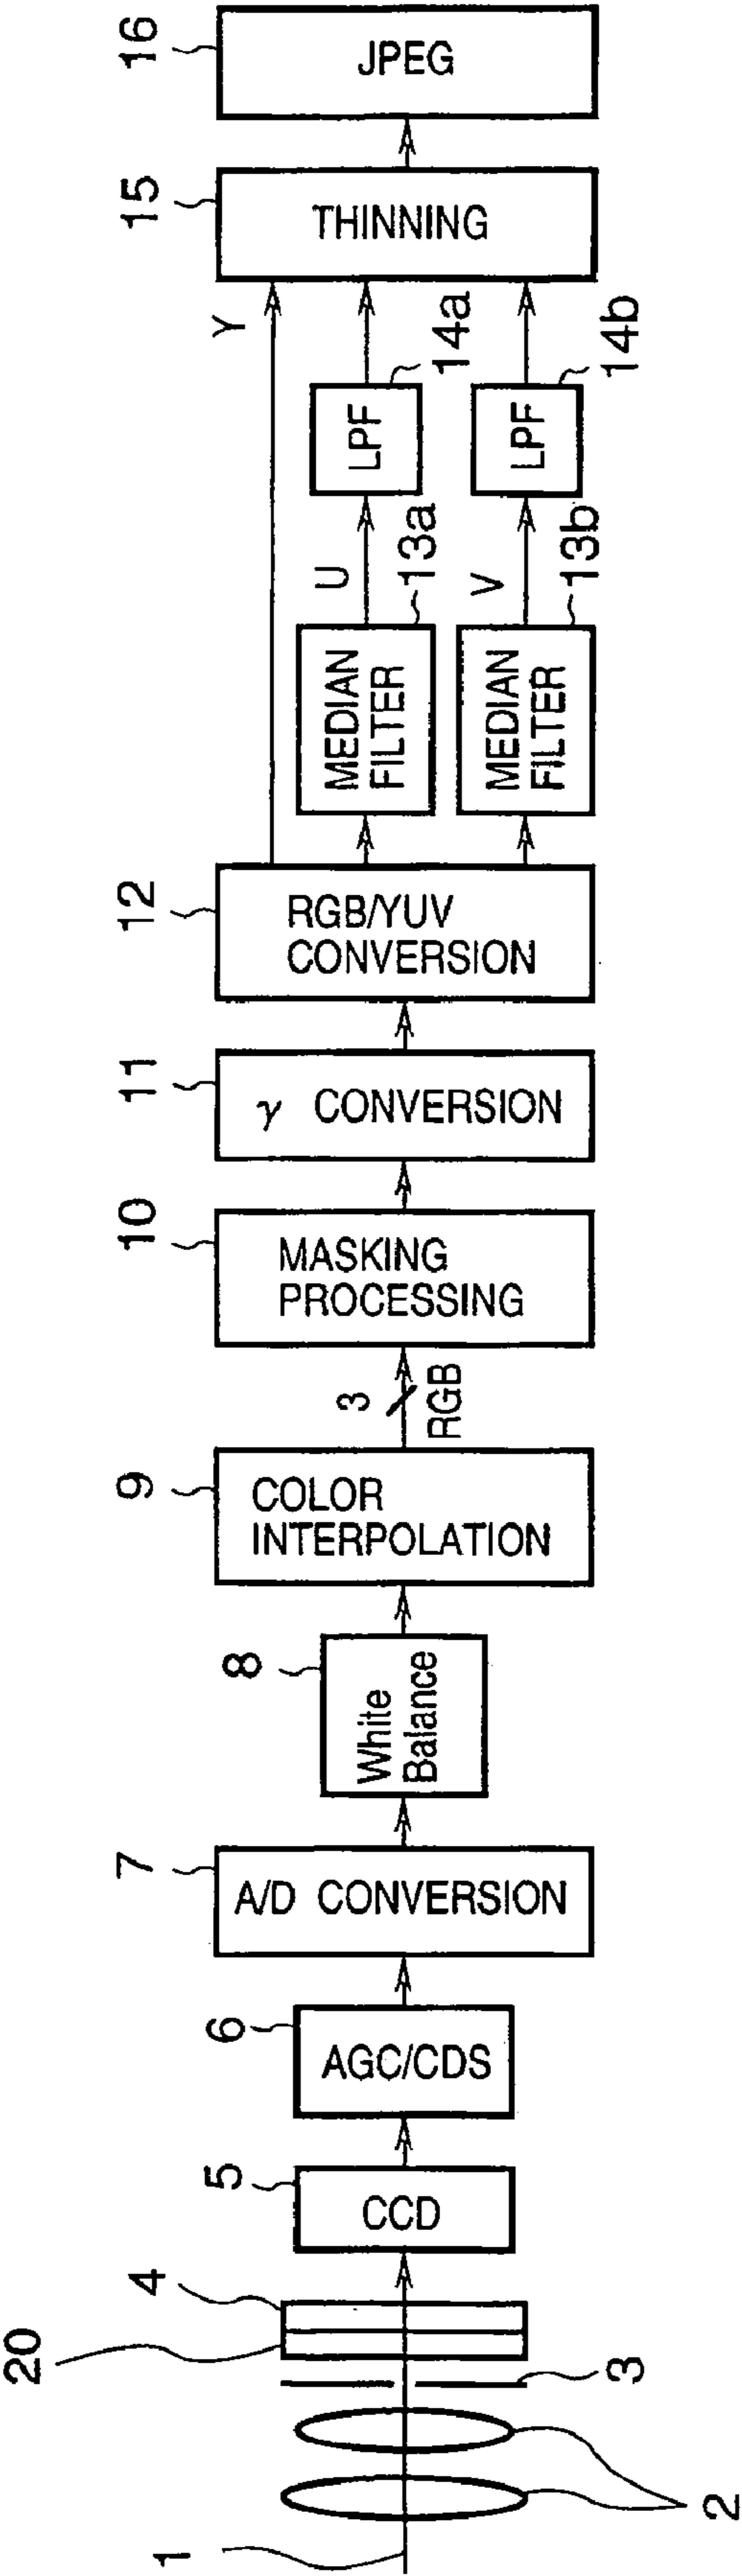 1
2
3
20
4
5
CCD
6
AGC/CDS
7
A/D CONVERSION
8
White
Balance
9
COLOR
INTERPOLATION
3
RGB
10
MASKING
PROCESSING
11
γ CONVERSION
12
RGB/YUV
CONVERSION
Y
MEDIAN
FILTER
13a
U
LPF
14a
MEDIAN
FILTER
13b
V
LPF
14b
15
THINNING
16
JPEG